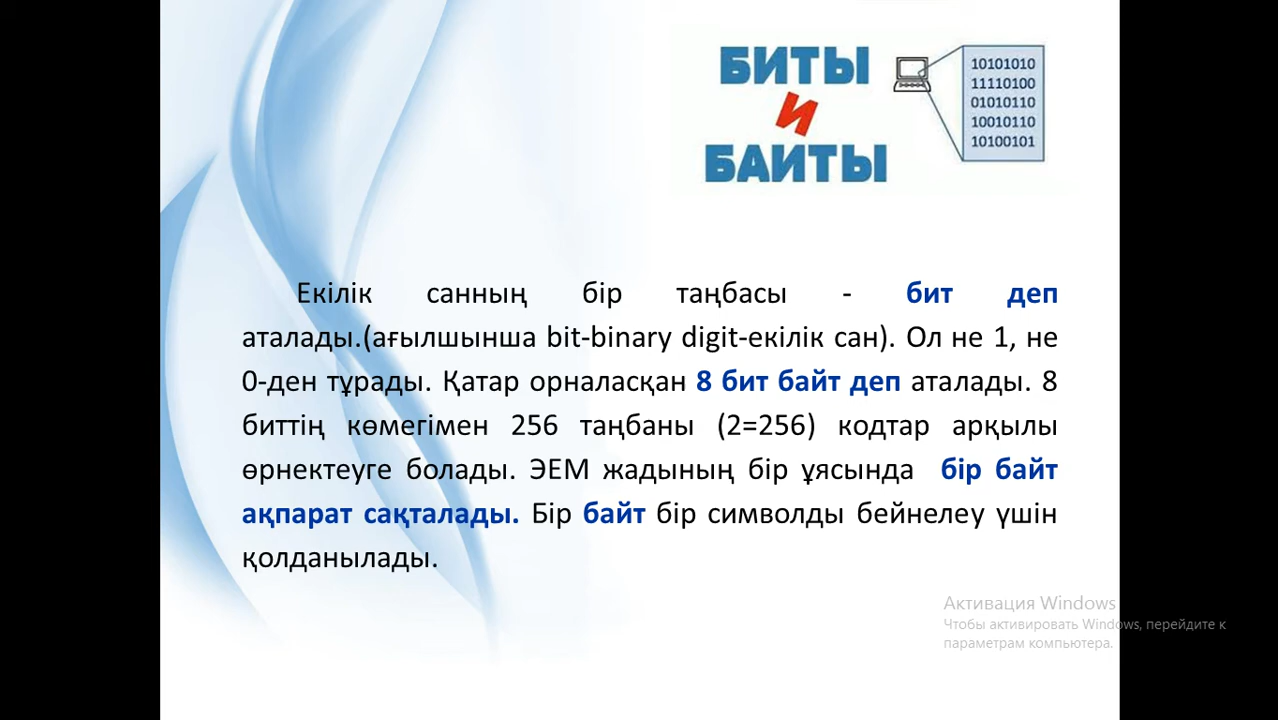 БИТЫ
И
БАЙТЫ
10101010
11110100
01010110
10010110
10100101
Екілік санның бір таңбасы - бит деп
аталады.(ағылшынша bit-binary digit-екілік сан). Ол не 1, не
0-ден тұрады. Қатар орналасқан 8 бит байт деп аталады. 8
биттің көмегімен 256 таңбаны (2=256) кодтар арқылы
өрнектеуге болады. ЭЕМ жадының бір ұясында бір байт
ақпарат сақталады. Бір байт бір символды бейнелеу үшін
қолданылады.
Активация Windows
Чтобы активировать Windows, перейдите к
параметрам компьютера.